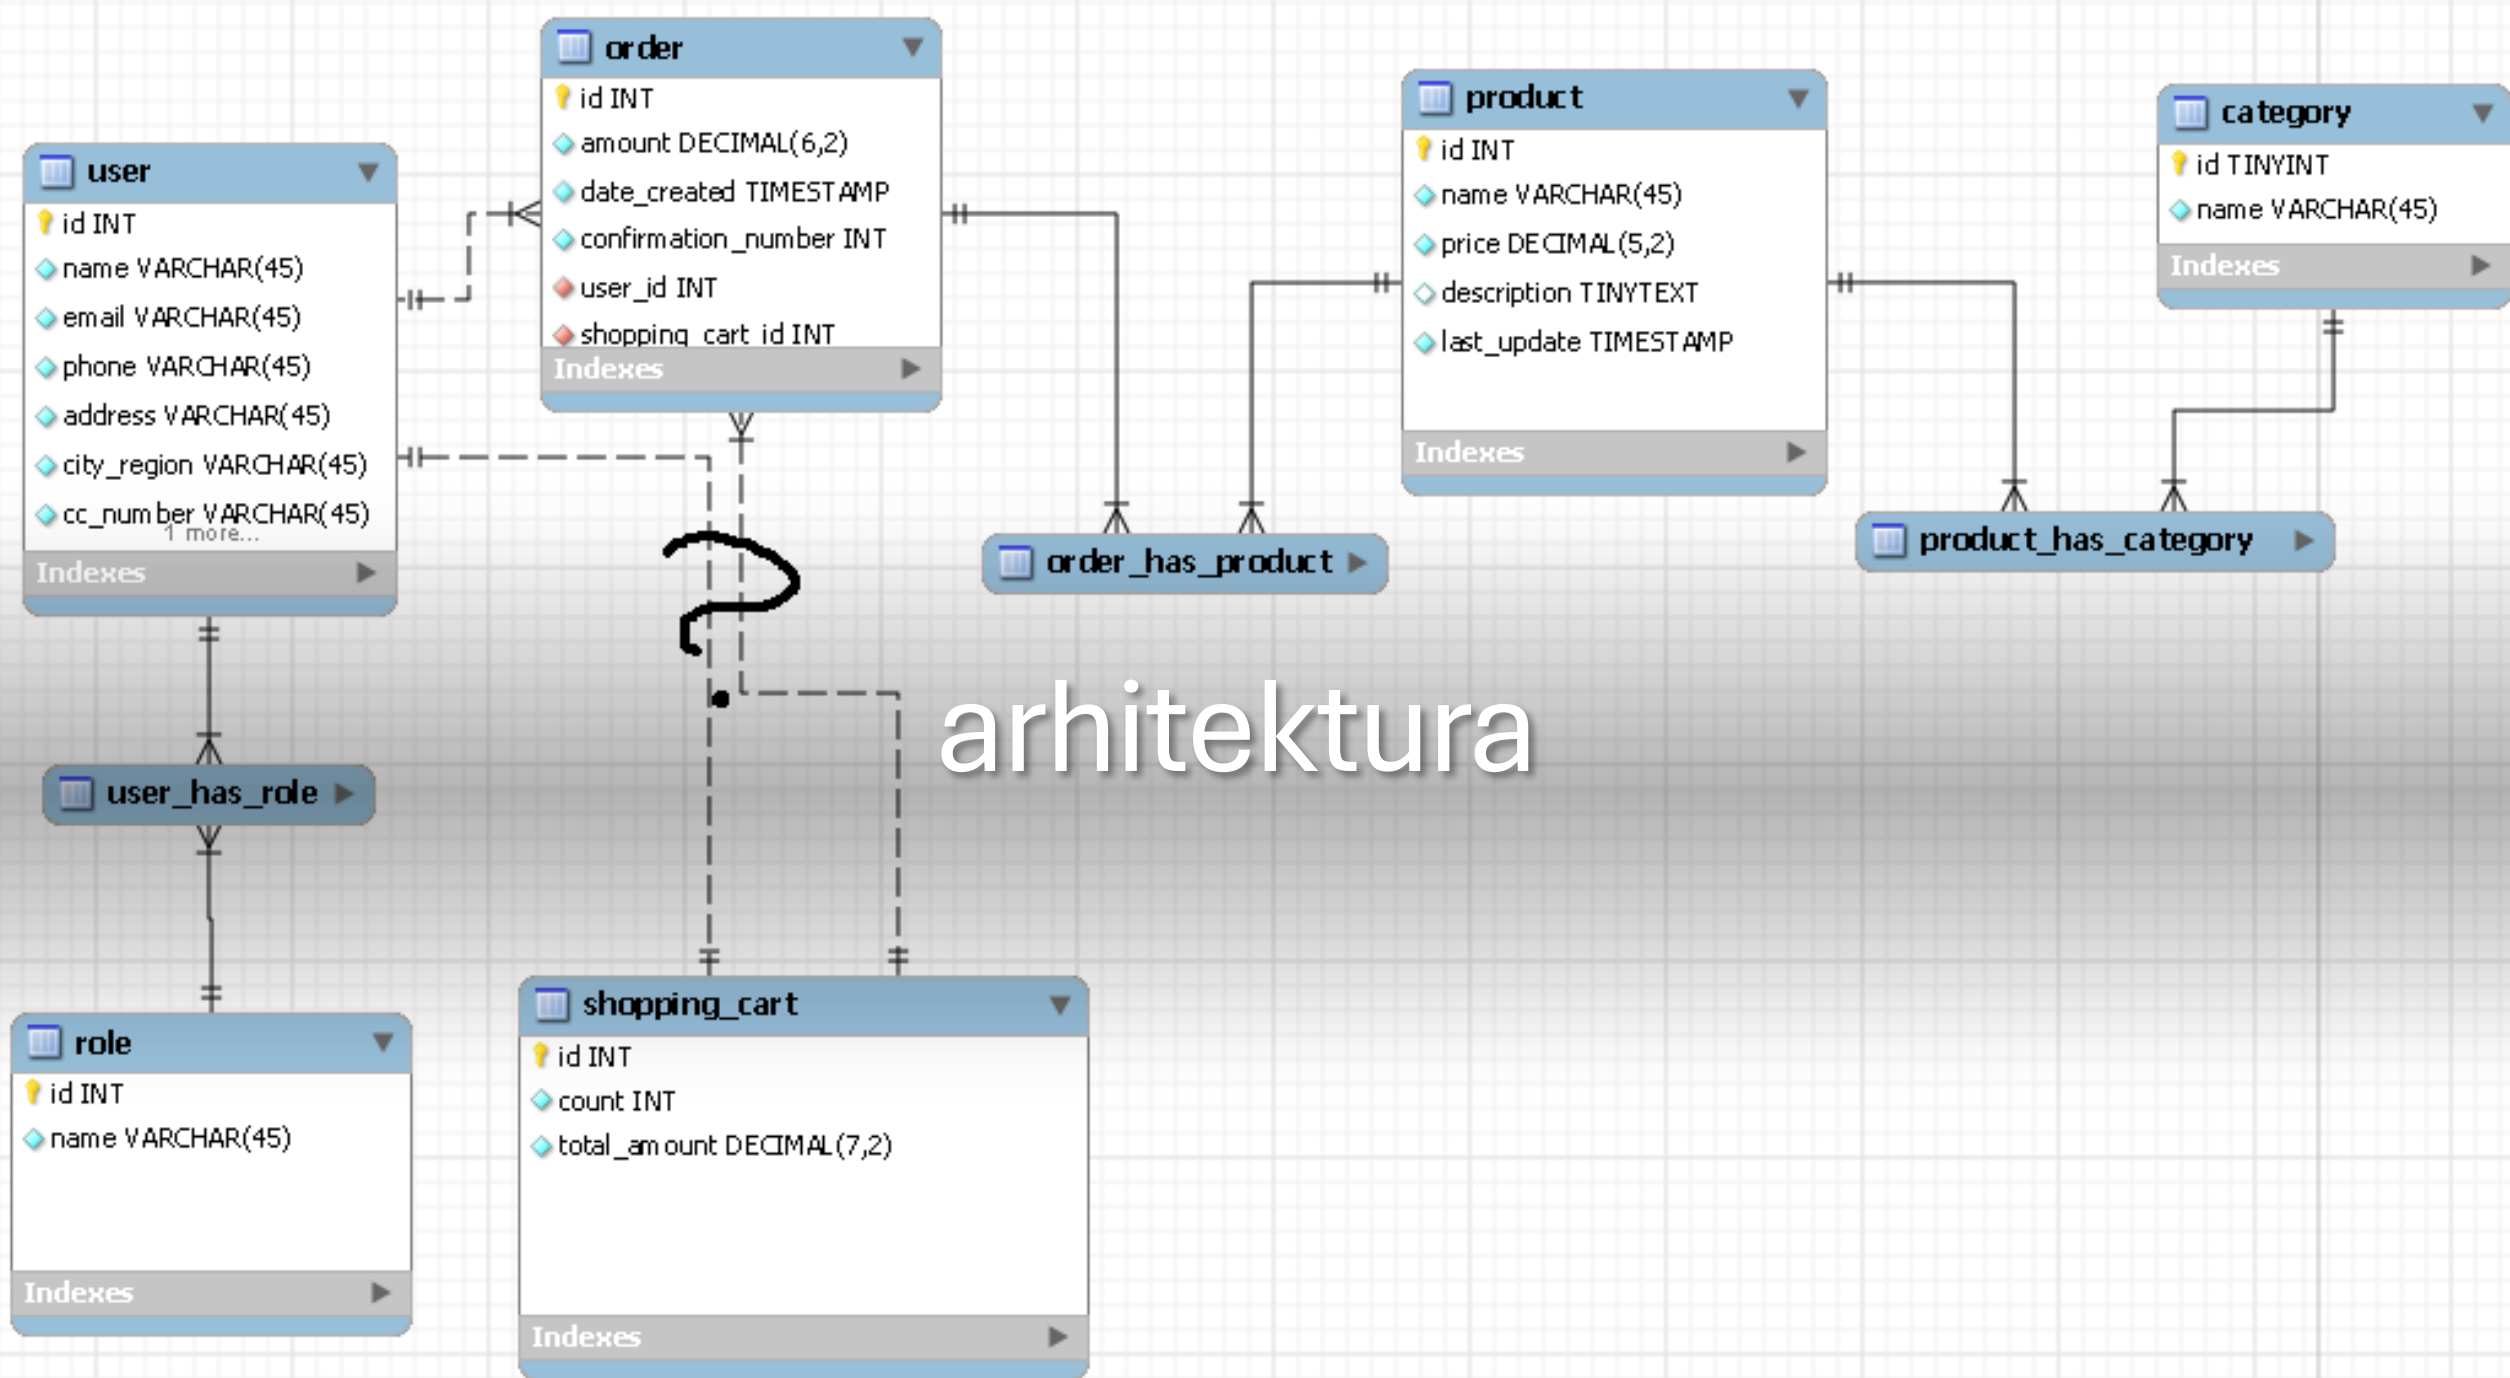 order
id INT
amount DECIMAL(6,2)
date_created TIMESTAMP
confirmation_number INT
user_id INT
shopping_cart_id INT
Indexes
product
id INT
name VARCHAR(45)
price DECIMAL(5,2)
description TINYTEXT
last_update TIMESTAMP
Indexes
category
id TINYINT
name VARCHAR(45)
Indexes
user
id INT
name VARCHAR(45)
email VARCHAR(45)
phone VARCHAR(45)
address VARCHAR(45)
city_region VARCHAR(45)
cc_number VARCHAR(45)
1 more...
Indexes
?
order_has_product
product_has_category
arhitektura
user_has_role
role
id INT
name VARCHAR(45)
Indexes
shopping_cart
id INT
count INT
total_amount DECIMAL(7,2)
Indexes